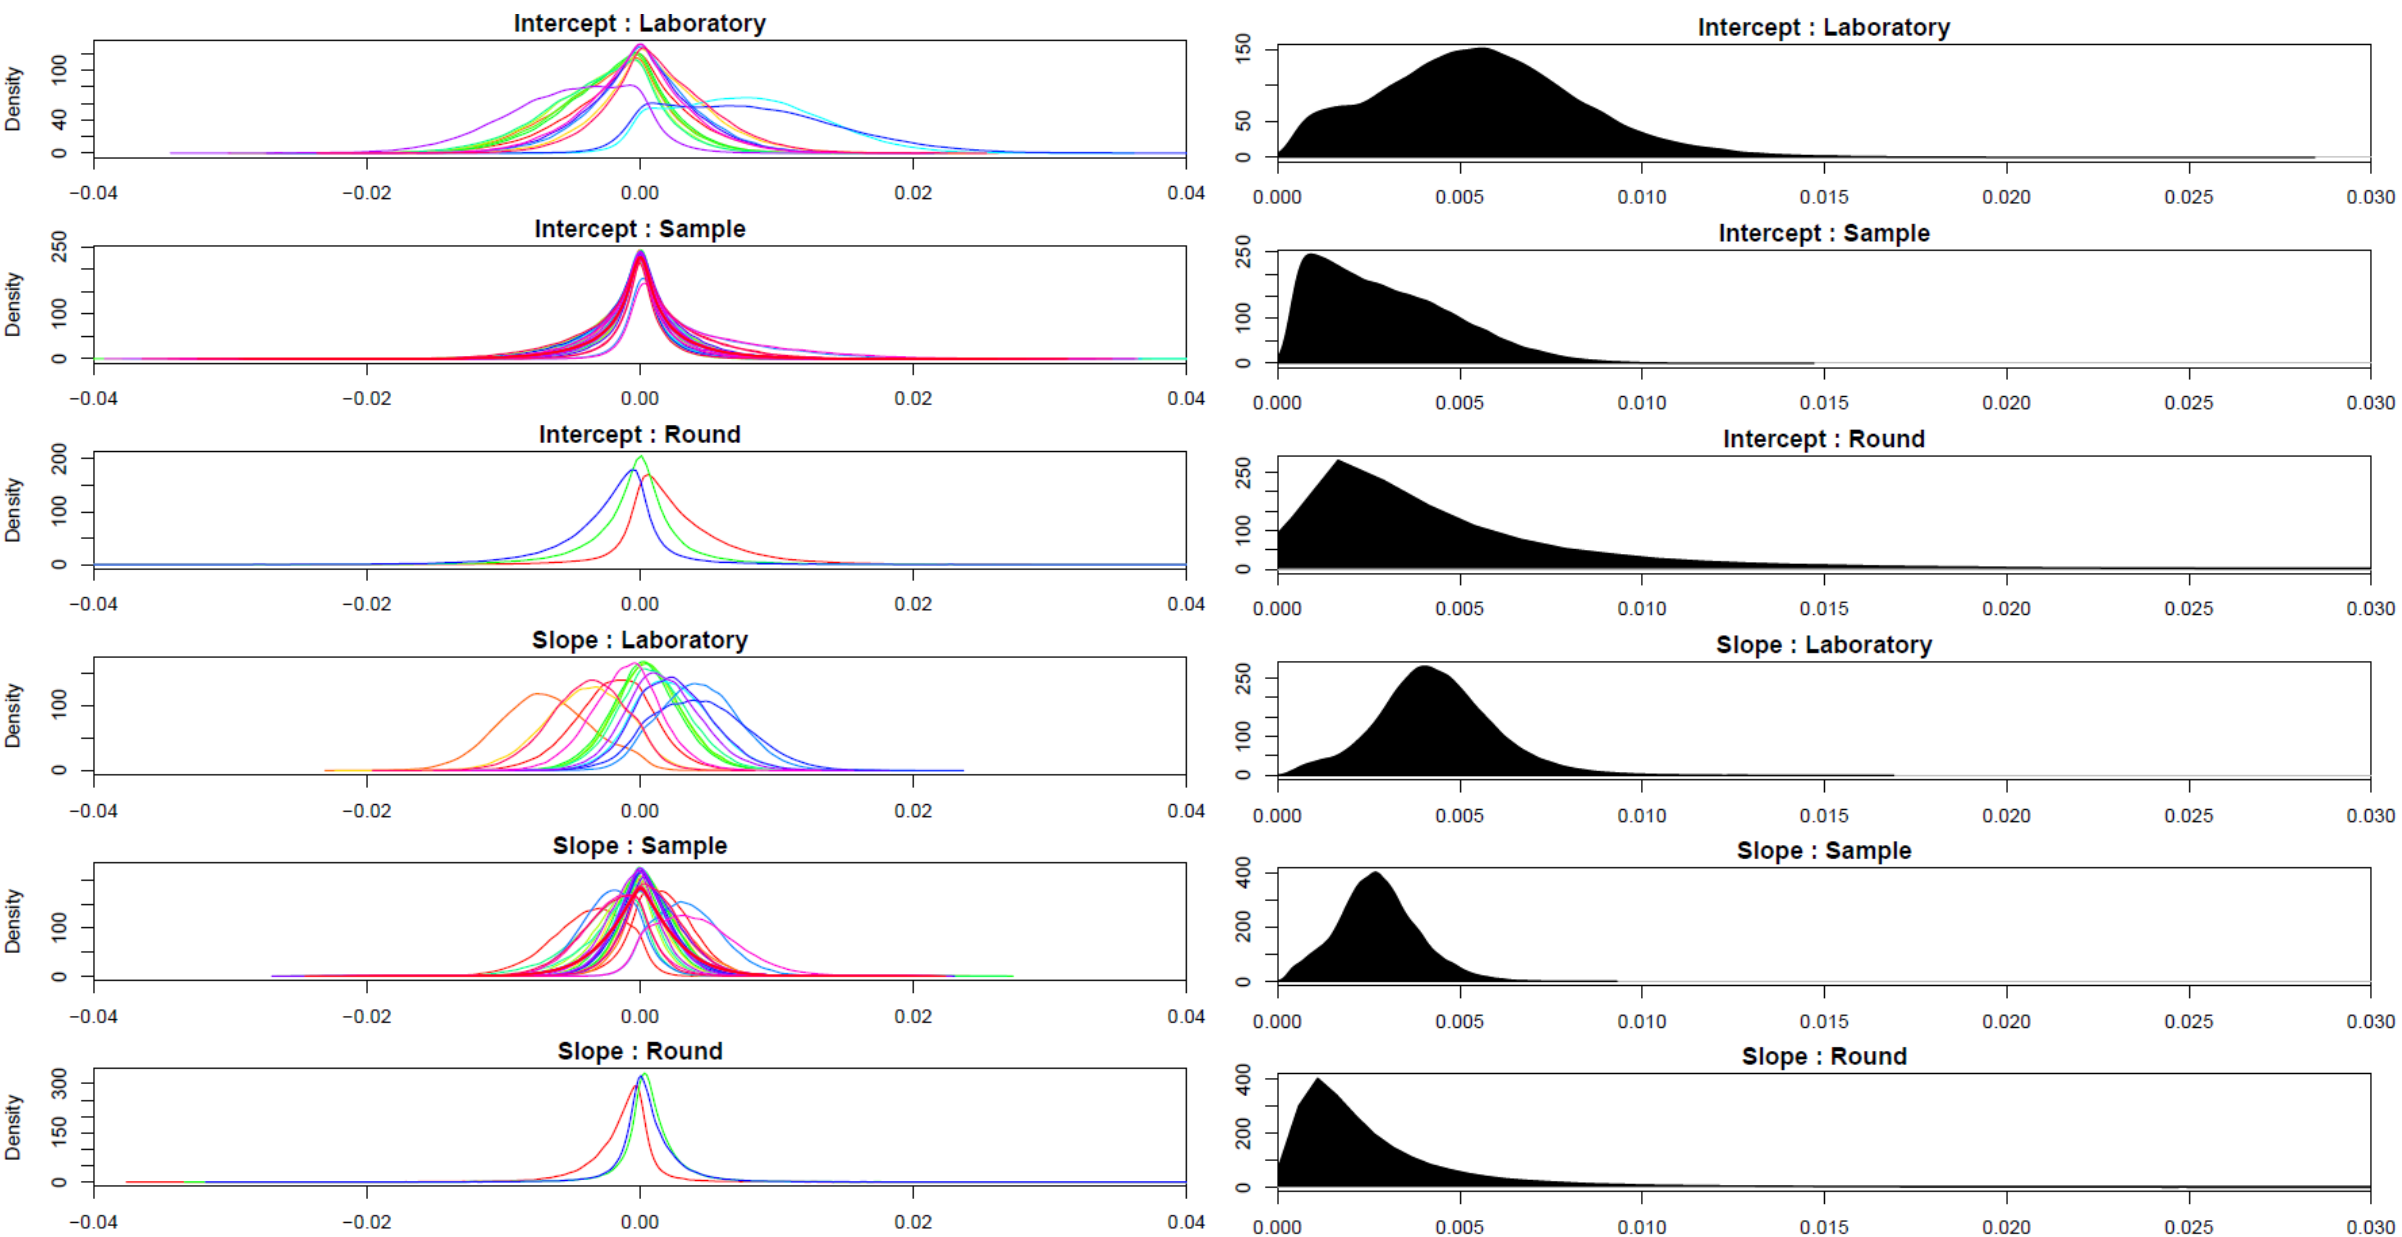 Intercept : Laboratory
Density
0 40 100
−0.04 −0.02 0.00 0.02 0.04
Intercept : Laboratory
0 50 150
0.000 0.005 0.010 0.015 0.020 0.025 0.030
Intercept : Sample
Density
0 100 250
−0.04 −0.02 0.00 0.02 0.04
Intercept : Sample
0 100 250
0.000 0.005 0.010 0.015 0.020 0.025 0.030
Intercept : Round
Density
0 100 200
−0.04 −0.02 0.00 0.02 0.04
Intercept : Round
0 100 250
0.000 0.005 0.010 0.015 0.020 0.025 0.030
Slope : Laboratory
Density
0 100
−0.04 −0.02 0.00 0.02 0.04
Slope : Laboratory
0 100 250
0.000 0.005 0.010 0.015 0.020 0.025 0.030
Slope : Sample
Density
0 100
−0.04 −0.02 0.00 0.02 0.04
Slope : Sample
0 200 400
0.000 0.005 0.010 0.015 0.020 0.025 0.030
Slope : Round
Density
0 150 300
−0.04 −0.02 0.00 0.02 0.04
Slope : Round
0 200 400
0.000 0.005 0.010 0.015 0.020 0.025 0.030